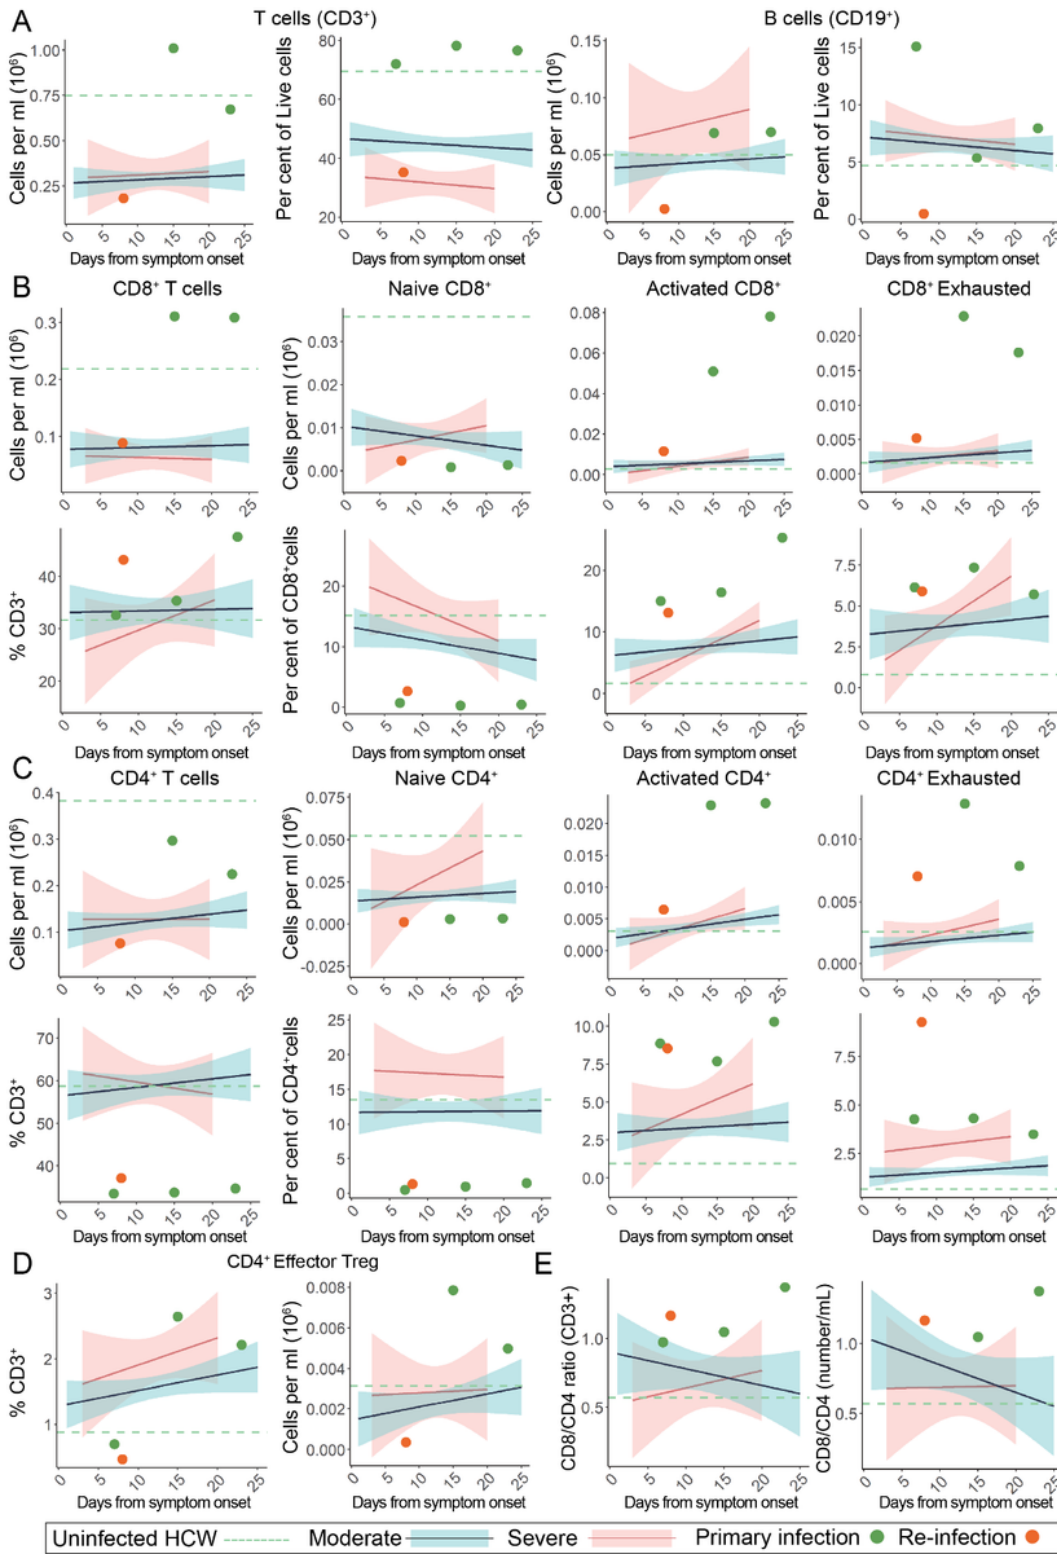 A
T cells (CD3⁺)
B cells (CD19⁺)
Cells per ml (10⁶)
1.00
0.75
0.50
0.25
0 5 10 15 20 25
Days from symptom onset
Per cent of Live cells
80
60
40
20
0 5 10 15 20 25
Days from symptom onset
Cells per ml (10⁶)
0.15
0.10
0.05
0.00
0 5 10 15 20 25
Days from symptom onset
Per cent of Live cells
15
10
5
0
0 5 10 15 20 25
Days from symptom onset
B
CD8⁺ T cells
Naive CD8⁺
Activated CD8⁺
CD8⁺ Exhausted
Cells per ml (10⁶)
0.3
0.2
0.1
0 5 10 15 20 25
Cells per ml (10⁶)
0.03
0.02
0.01
0.00
0 5 10 15 20 25
0.08
0.06
0.04
0.02
0.00
0 5 10 15 20 25
0.020
0.015
0.010
0.005
0.000
0 5 10 15 20 25
% CD3⁺
40
30
20
0 5 10 15 20 25
Days from symptom onset
Per cent of CD8⁺cells
20
10
0
0 5 10 15 20 25
Days from symptom onset
20
10
0
0 5 10 15 20 25
Days from symptom onset
7.5
5.0
2.5
0.0
0 5 10 15 20 25
Days from symptom onset
C
CD4⁺ T cells
Naive CD4⁺
Activated CD4⁺
CD4⁺ Exhausted
Cells per ml (10⁶)
0.4
0.3
0.2
0.1
0 5 10 15 20 25
Cells per ml (10⁶)
0.075
0.050
0.025
0.000
-0.025
0 5 10 15 20 25
0.020
0.015
0.010
0.005
0.000
0 5 10 15 20 25
0.010
0.005
0.000
0 5 10 15 20 25
% CD3⁺
70
60
50
40
0 5 10 15 20 25
Days from symptom onset
Per cent of CD4⁺cells
25
20
15
10
5
0
0 5 10 15 20 25
Days from symptom onset
10.0
7.5
5.0
2.5
0.0
0 5 10 15 20 25
Days from symptom onset
7.5
5.0
2.5
0 5 10 15 20 25
Days from symptom onset
D
CD4⁺ Effector Treg
% CD3⁺
3
2
1
0 5 10 15 20 25
Days from symptom onset
Cells per ml (10⁶)
0.008
0.006
0.004
0.002
0.000
0 5 10 15 20 25
Days from symptom onset
E
CD8/CD4 ratio (CD3+)
1.0
0.5
0 5 10 15 20 25
Days from symptom onset
CD8/CD4 (number/mL)
1.0
0.5
0 5 10 15 20 25
Days from symptom onset
Uninfected HCW Moderate Severe Primary infection Re-infection